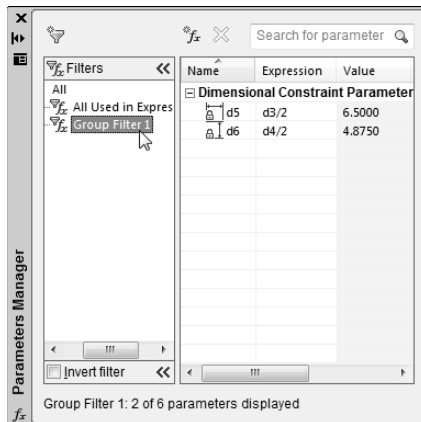 Search for parameter
Filters
All
All Used in Expres
Group Filter 1
Invert filter
Name Expression Value
Dimensional Constraint Parameter
d5 d3/2 6.5000
d6 d4/2 4.8750
Parameters Manager
Group Filter 1: 2 of 6 parameters displayed